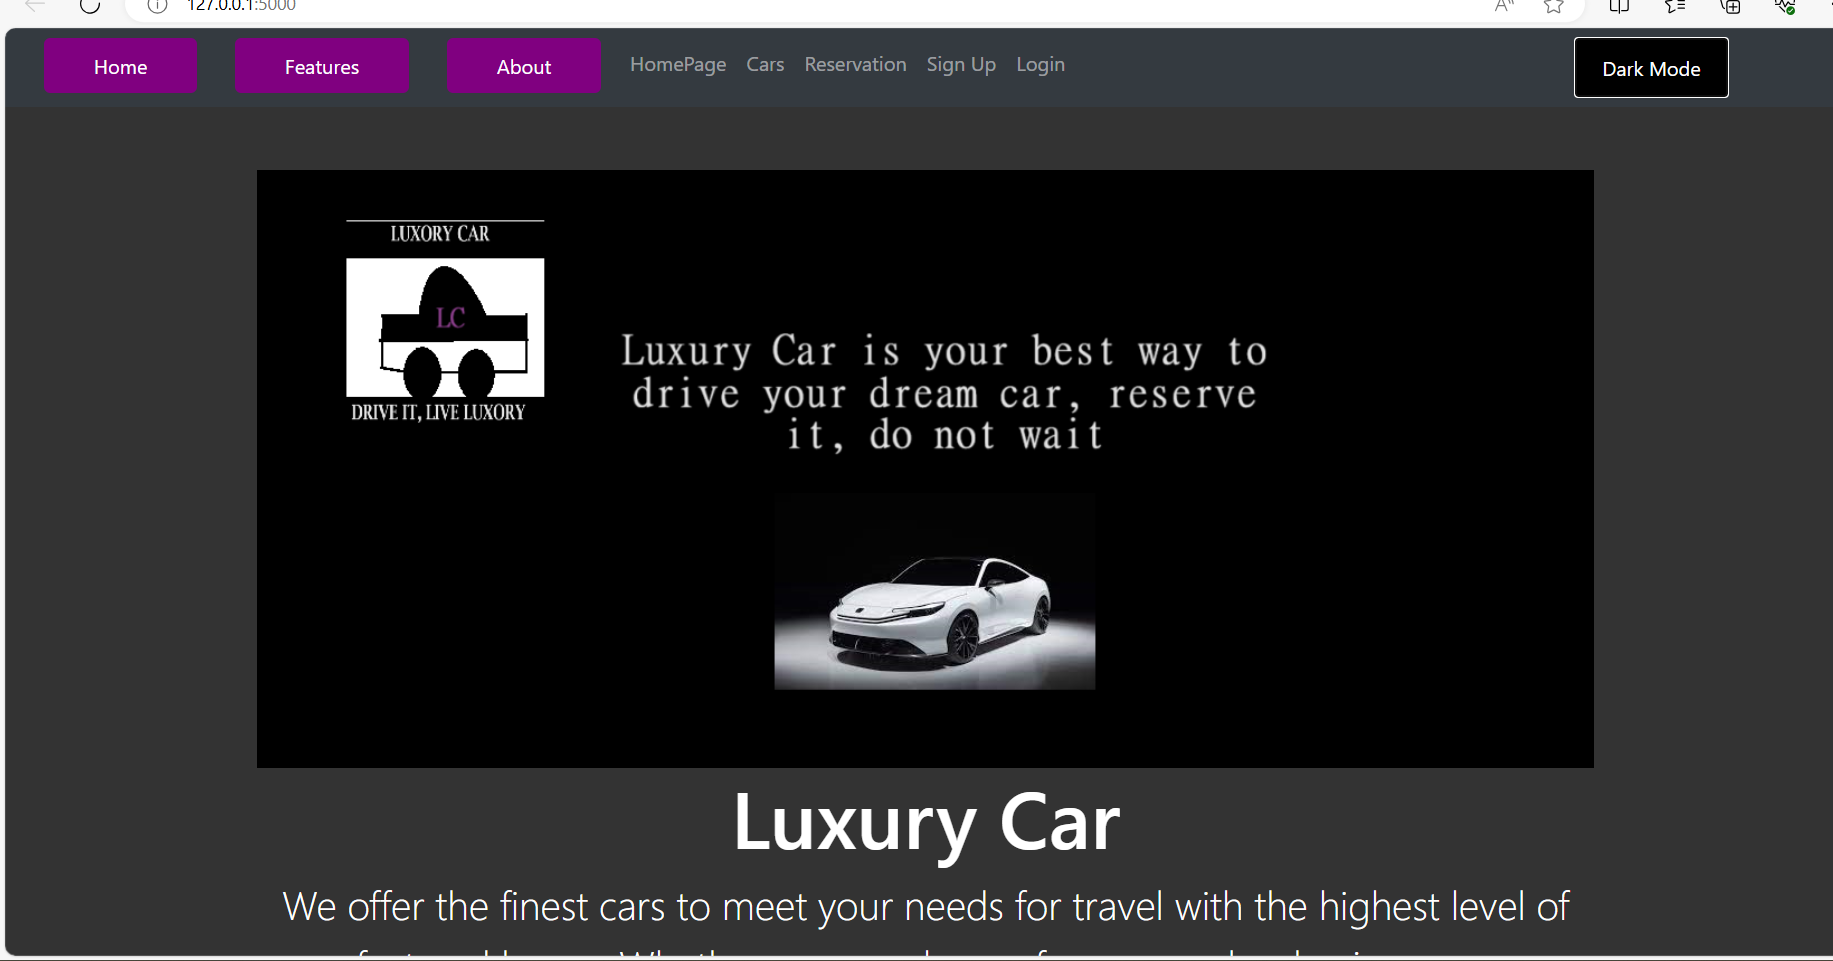 127.0.0.1:5000
Home Features About HomePage Cars Reservation Sign Up Login Dark Mode
LUXORY CAR
LC
DRIVE IT, LIVE LUXORY
Luxury Car is your best way to
drive your dream car, reserve
it, do not wait
Luxury Car
We offer the finest cars to meet your needs for travel with the highest level of